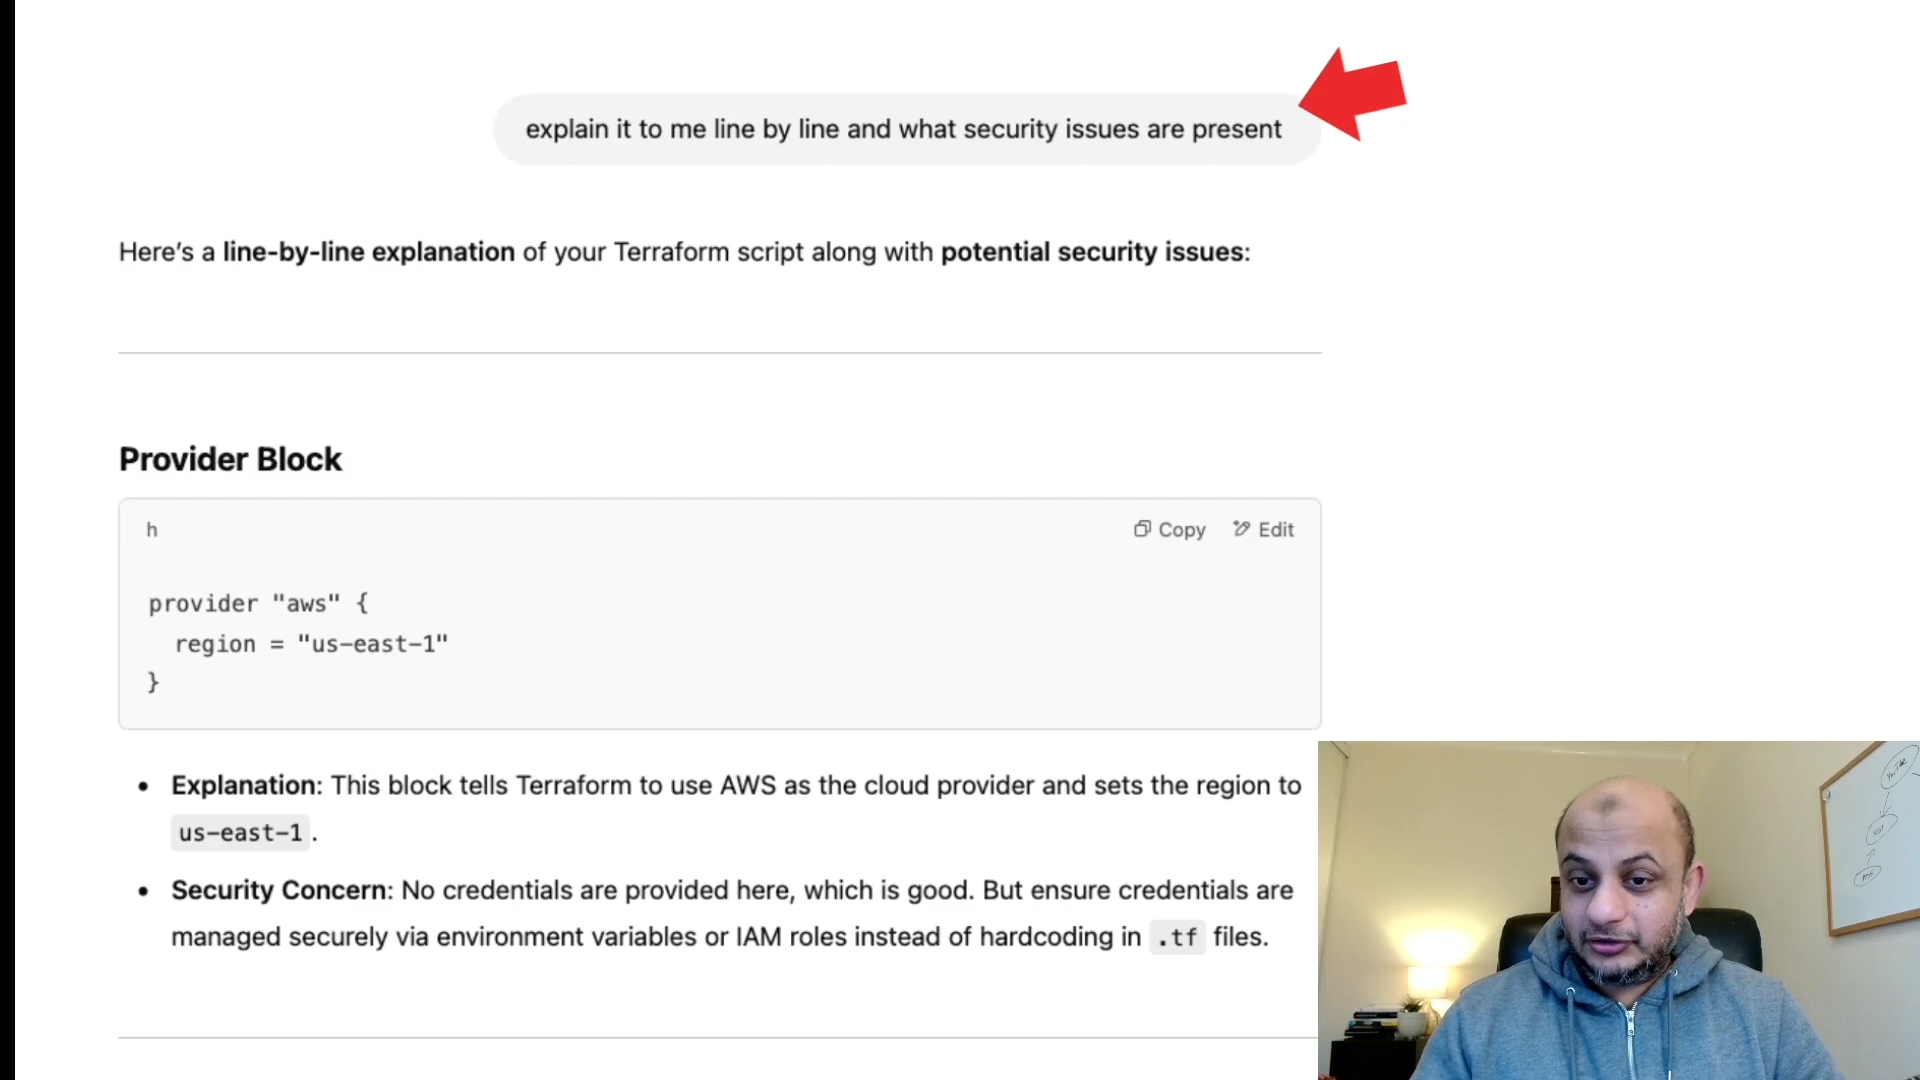 explain it to me line by line and what security issues are present
Here's a line-by-line explanation of your Terraform script along with potential security issues:
Provider Block
h
Copy
Edit
provider "aws" {
region = "us-east-1"
}
• Explanation: This block tells Terraform to use AWS as the cloud provider and sets the region to
us-east-1.
• Security Concern: No credentials are provided here, which is good. But ensure credentials are
managed securely via environment variables or IAM roles instead of hardcoding in .tf files.
YouTube